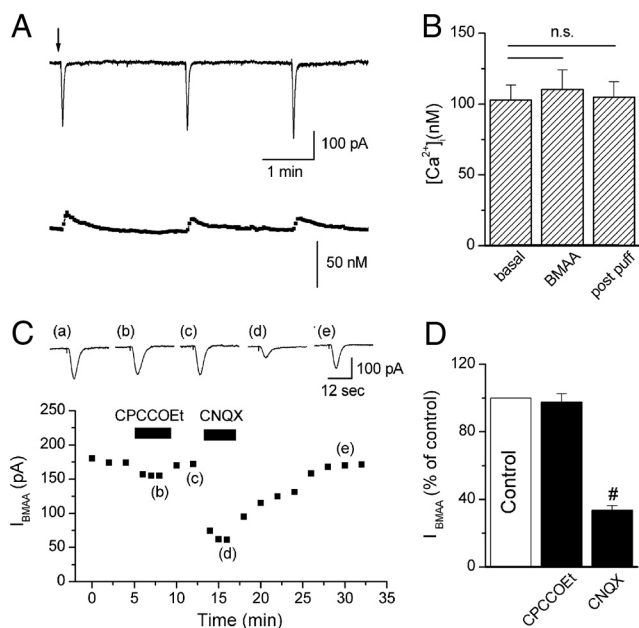 A
100 pA
1 min
50 nM
B
n.s.
150
100
50
0
[Ca2+]i(nM)
basal
BMAA
post puff
C
(a)
(b)
(c)
(d)
(e)
100 pA
12 sec
CPCCOEt
CNQX
250
200
150
100
50
0
IBMAA (pA)
(b)
(c)
(d)
(e)
0
5
10
15
20
25
30
35
Time (min)
D
120
80
40
0
I BMAA (% of control)
Control
#
CPCCOEt
CNQX